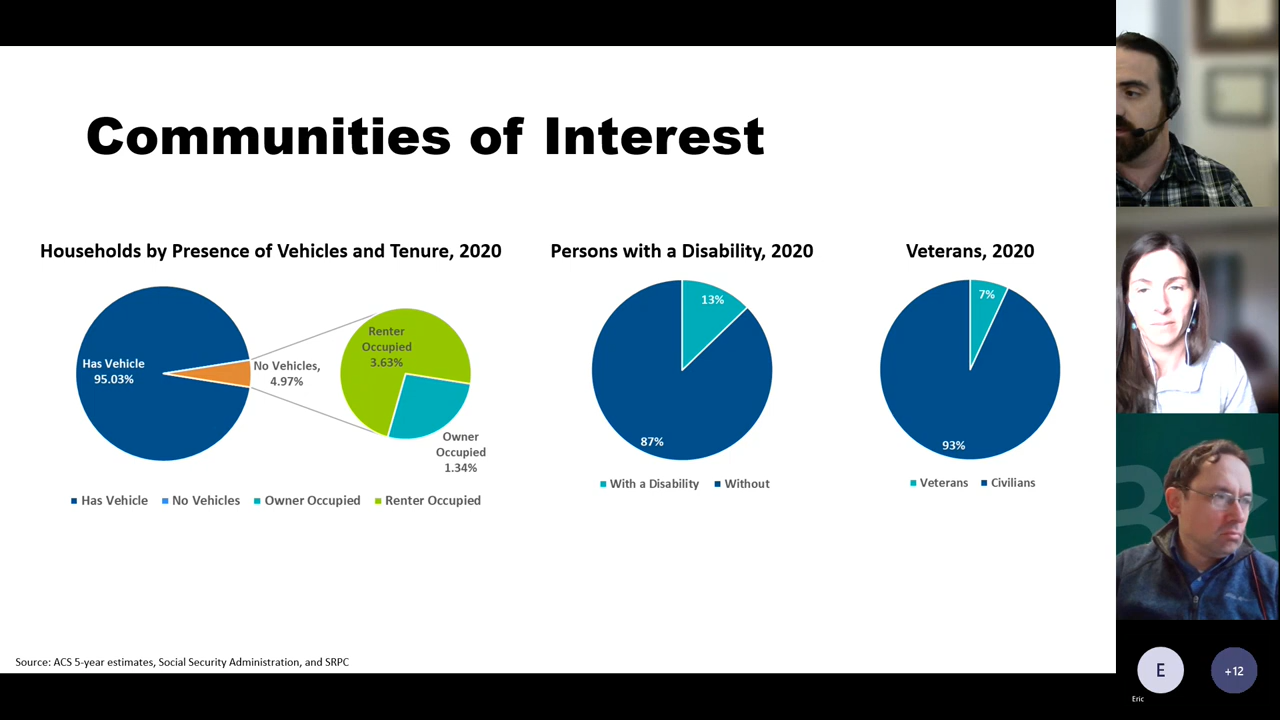 Communities of Interest
Households by Presence of Vehicles and Tenure, 2020
Has Vehicle
95.03%
No Vehicles,
4.97%
Renter
Occupied
3.63%
Owner
Occupied
1.34%
Has Vehicle No Vehicles Owner Occupied Renter Occupied
Persons with a Disability, 2020
13%
87%
With a Disability Without
Veterans, 2020
7%
93%
Veterans Civilians
Source: ACS 5-year estimates, Social Security Administration, and SRPC
E
Eric
+12